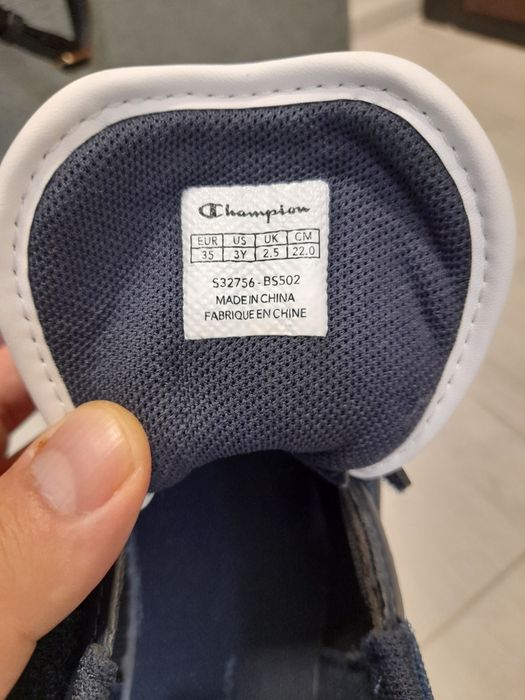 Champion
EUR US UK CM
35 3Y 2.5 22.0
S32756-BS502
MADE IN CHINA
FABRIQUE EN CHINE